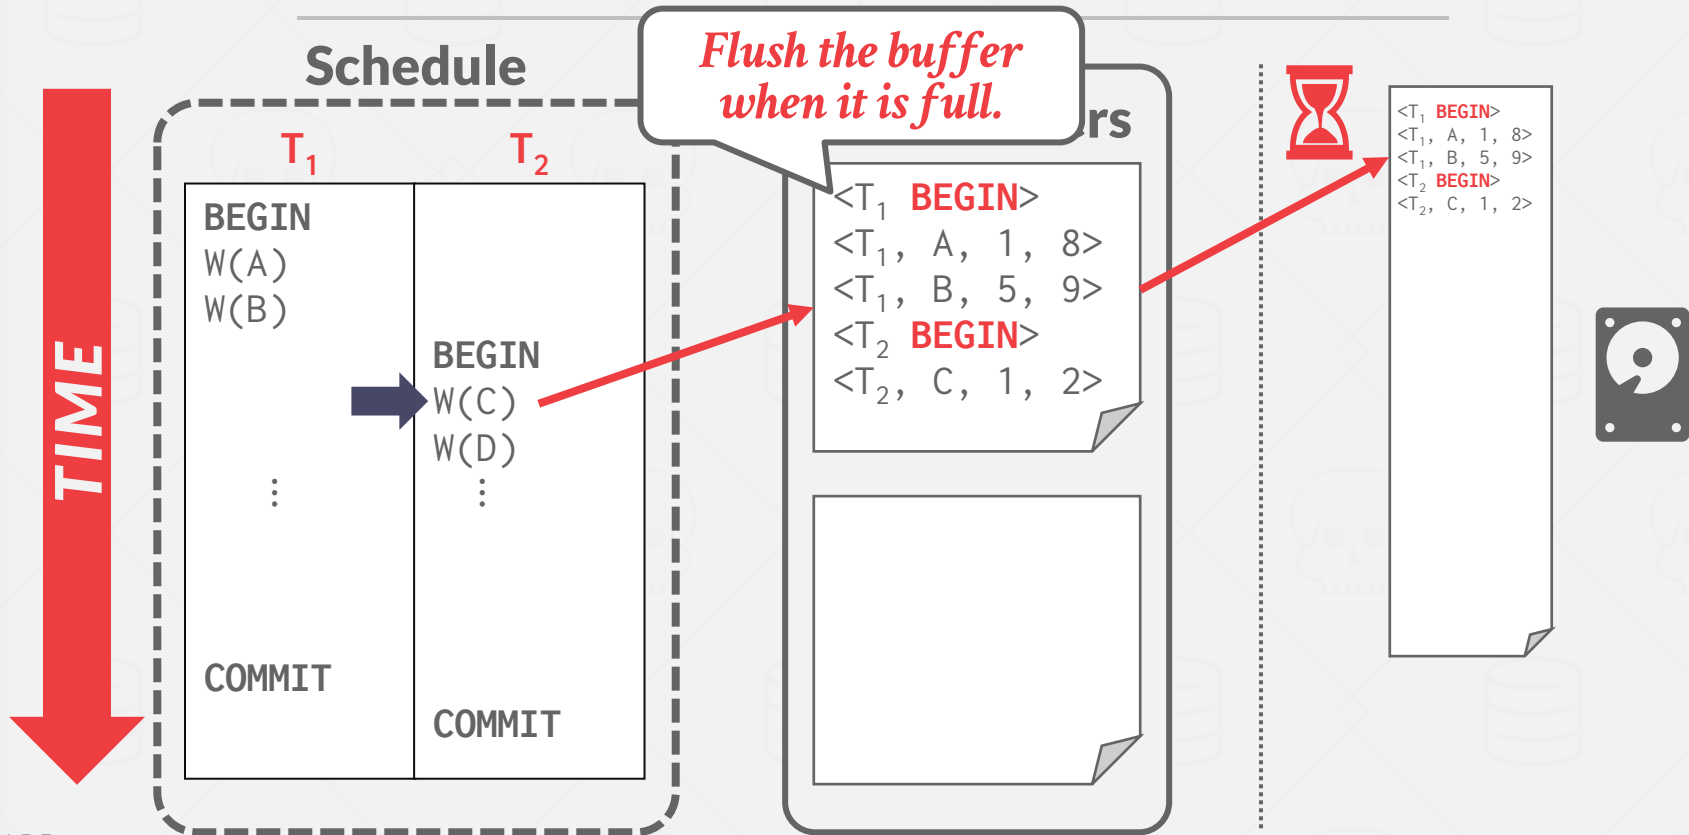 Schedule
Flush the buffer
when it is full.
rs
TIME
T₁ T₂
BEGIN
W(A)
W(B)
⋮
COMMIT
BEGIN
W(C)
W(D)
⋮
COMMIT
<T₁ BEGIN>
<T₁, A, 1, 8>
<T₁, B, 5, 9>
<T₂ BEGIN>
<T₂, C, 1, 2>
<T₁ BEGIN>
<T₁, A, 1, 8>
<T₁, B, 5, 9>
<T₂ BEGIN>
<T₂, C, 1, 2>